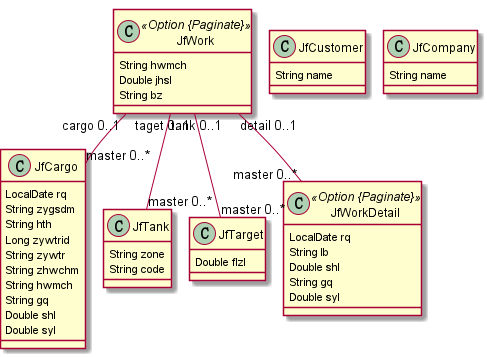 C «Option {Paginate}»
JfWork
String hwmch
Double jhsl
String bz
C JfCustomer
String name
C JfCompany
String name
cargo 0..1
taget 0..1
tank 0..1
detail 0..1
master 0..*
master 0..*
master 0..*
master 0..*
C JfCargo
LocalDate rq
String zygsdm
String hth
Long zywtrid
String zywtr
String zhwchm
String hwmch
String gq
Double shl
Double syl
C JfTank
String zone
String code
C JfTarget
Double flzl
C «Option {Paginate}»
JfWorkDetail
LocalDate rq
String lb
Double shl
String gq
Double syl